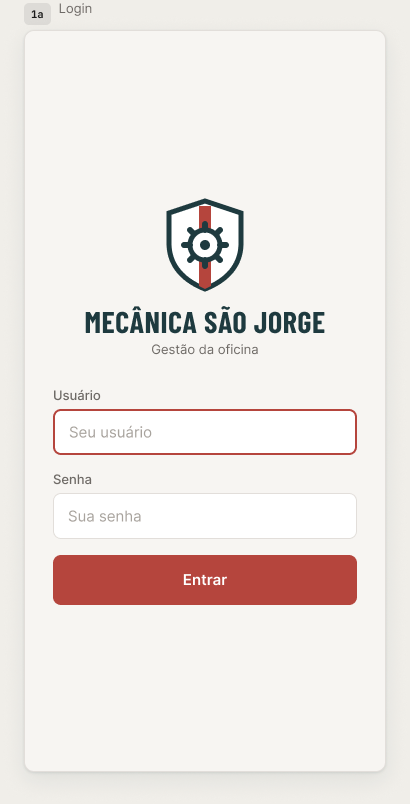 1a Login
MECÂNICA SÃO JORGE
Gestão da oficina
Usuário
Seu usuário
Senha
Sua senha
Entrar